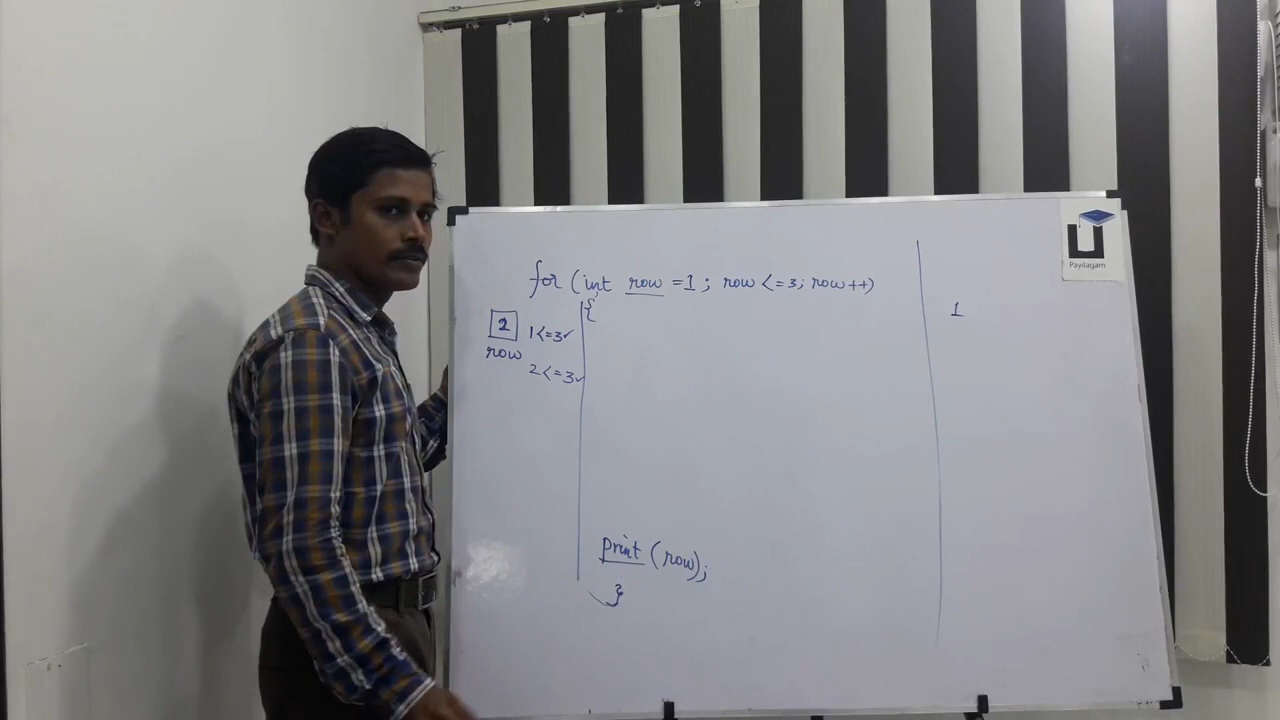 Payilagam
for (int row =1; row <=3; row++)
{
1
2 1<=3✓
row
2<=3✓
print (row);
}